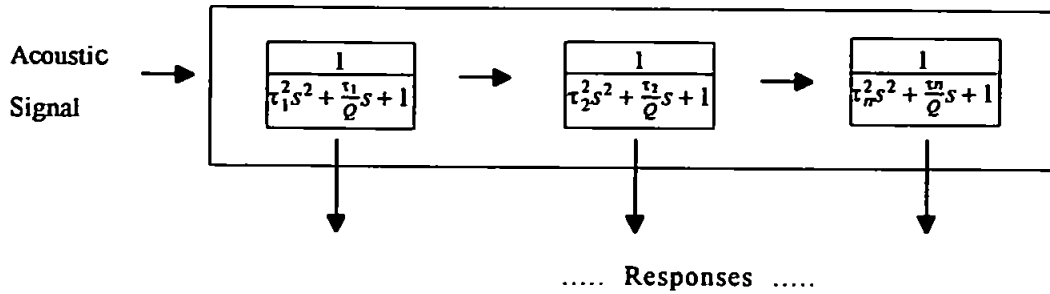 Acoustic
Signal
1
τ₁²s² + τ₁/Q s + 1
1
τ₂²s² + τ₂/Q s + 1
1
τₙ²s² + τn/Q s + 1
..... Responses .....